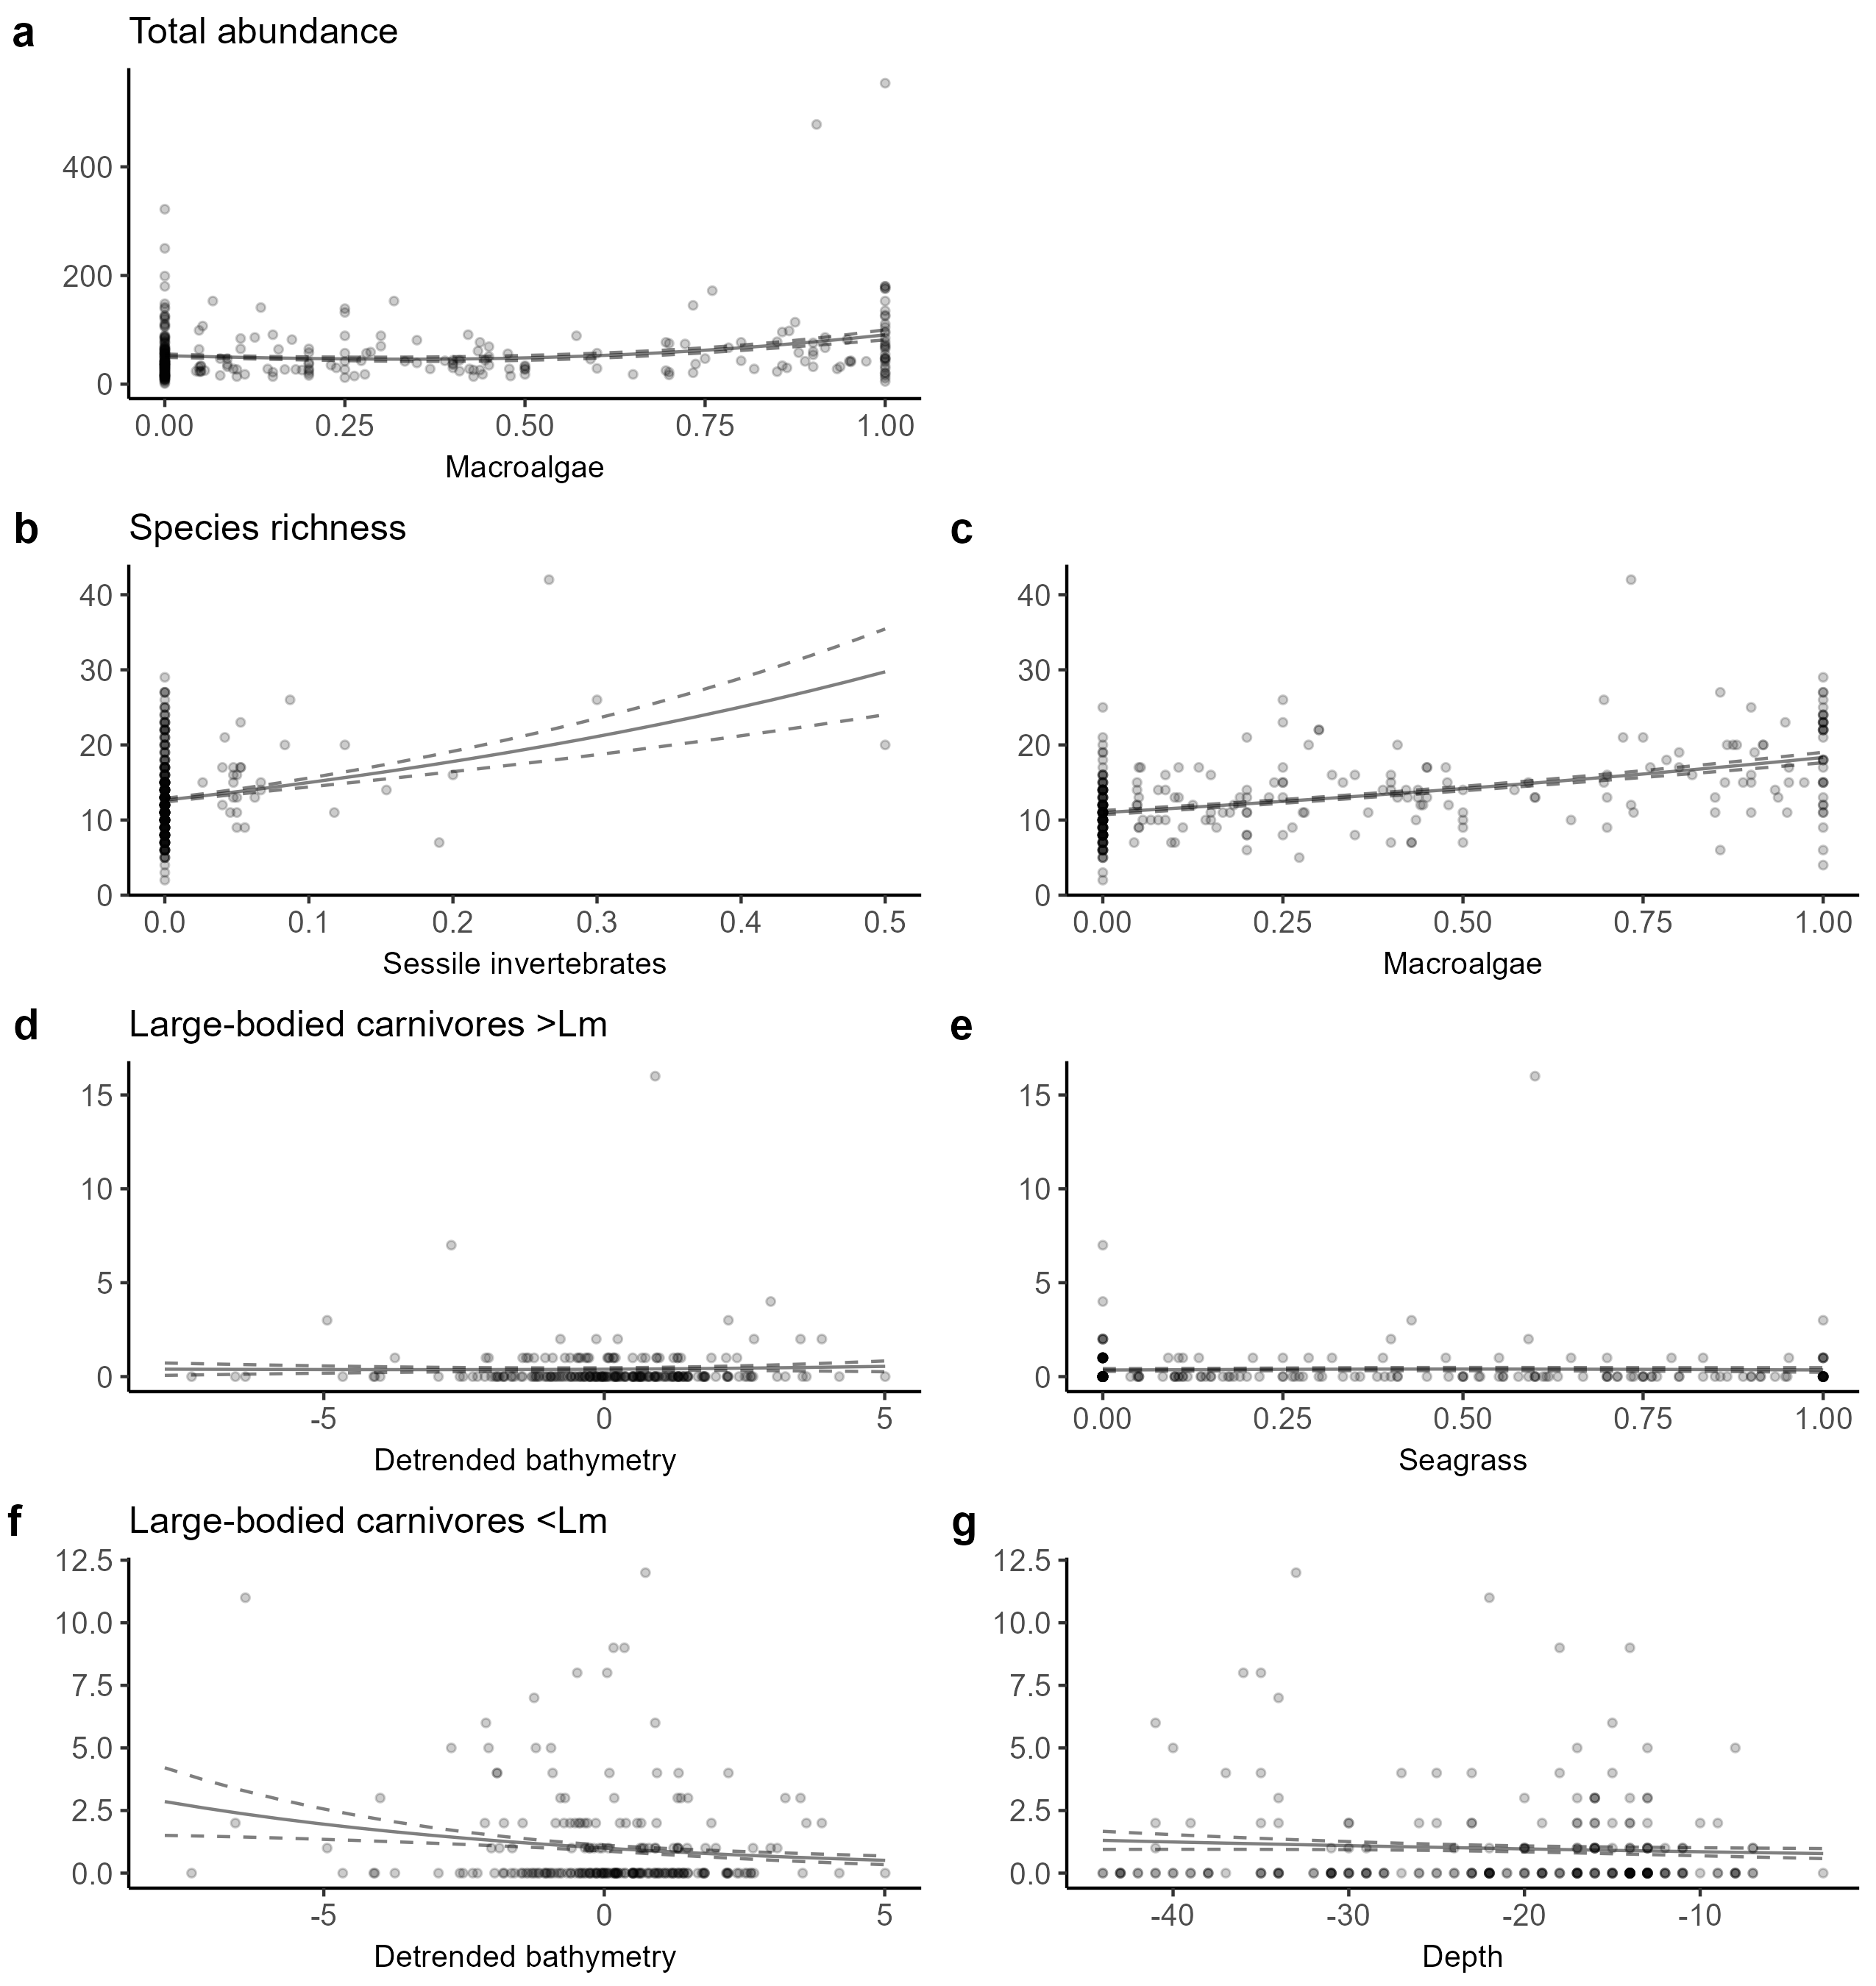 a Total abundance
400
200
0
0.00 0.25 0.50 0.75 1.00
Macroalgae
b Species richness
40
30
20
10
0
0.0 0.1 0.2 0.3 0.4 0.5
Sessile invertebrates
c
40
30
20
10
0
0.00 0.25 0.50 0.75 1.00
Macroalgae
d Large-bodied carnivores >Lm
15
10
5
0
-5 0 5
Detrended bathymetry
e
15
10
5
0
0.00 0.25 0.50 0.75 1.00
Seagrass
f Large-bodied carnivores <Lm
12.5
10.0
7.5
5.0
2.5
0.0
-5 0 5
Detrended bathymetry
g
12.5
10.0
7.5
5.0
2.5
0.0
-40 -30 -20 -10
Depth